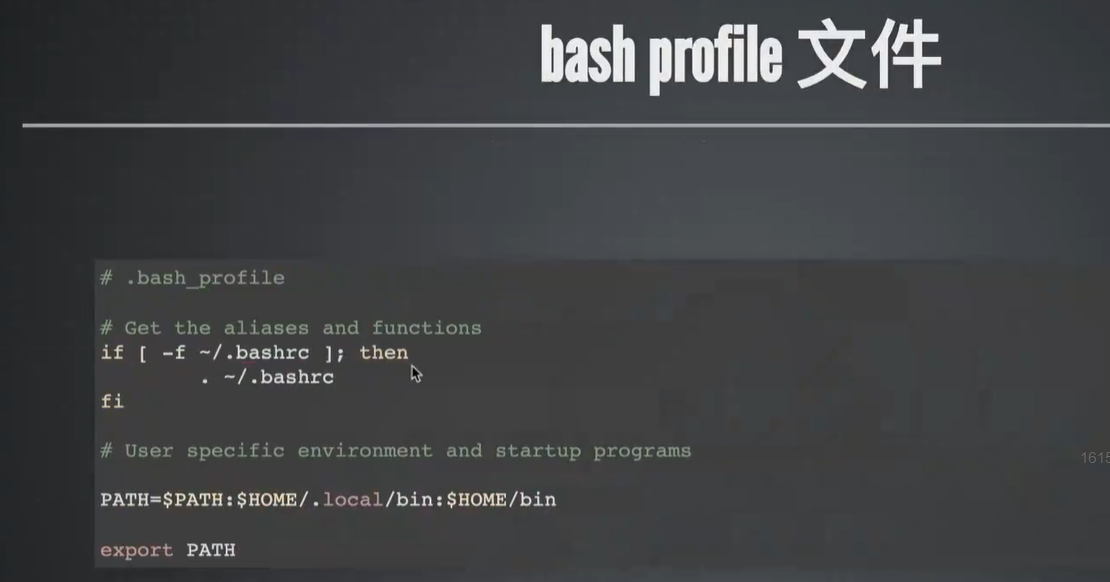 bash profile 文件
# .bash_profile
# Get the aliases and functions
if [ -f ~/.bashrc ]; then
        . ~/.bashrc
fi
# User specific environment and startup programs
1615
PATH=$PATH:$HOME/.local/bin:$HOME/bin
export PATH